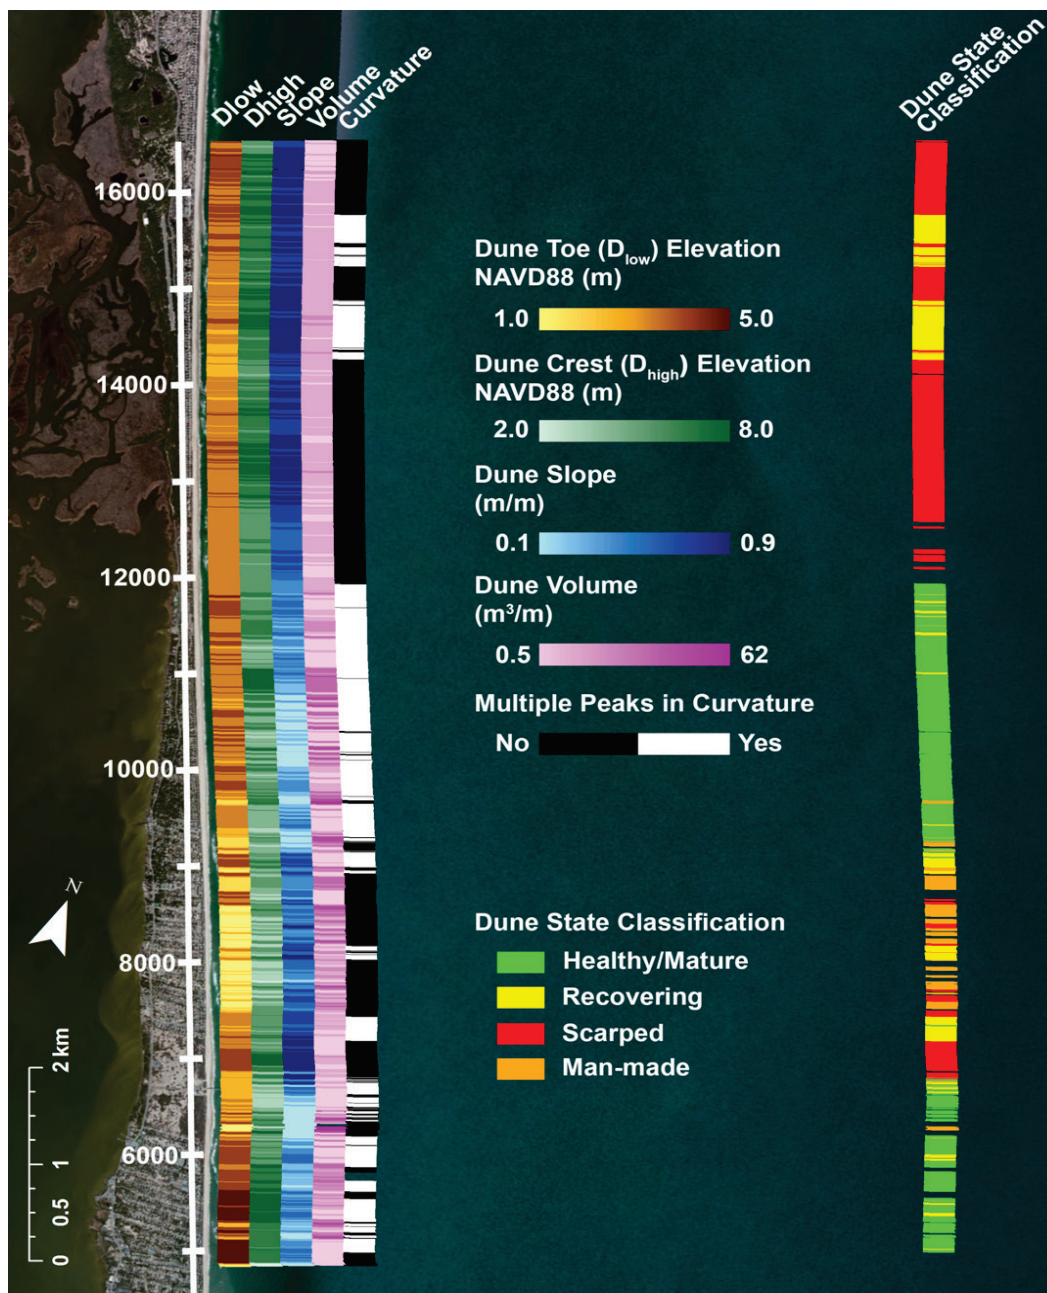 Dlow
Dhigh
Slope
Volume
Curvature
Dune State
Classification
16000
14000
12000
10000
8000
6000
Dune Toe (Dlow) Elevation
NAVD88 (m)
1.0 5.0
Dune Crest (Dhigh) Elevation
NAVD88 (m)
2.0 8.0
Dune Slope
(m/m)
0.1 0.9
Dune Volume
(m³/m)
0.5 62
Multiple Peaks in Curvature
No Yes
Dune State Classification
Healthy/Mature
Recovering
Scarped
Man-made
N
2 km
1
0.5
0